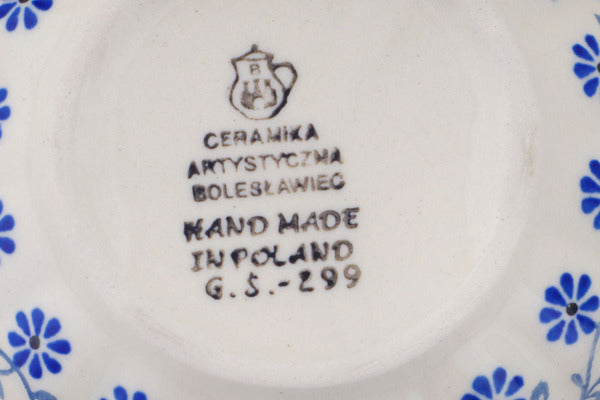 B
CERAMIKA
ARTYSTYCZNA
BOLESŁAWIEC
HAND MADE
IN POLAND
G.S.-299